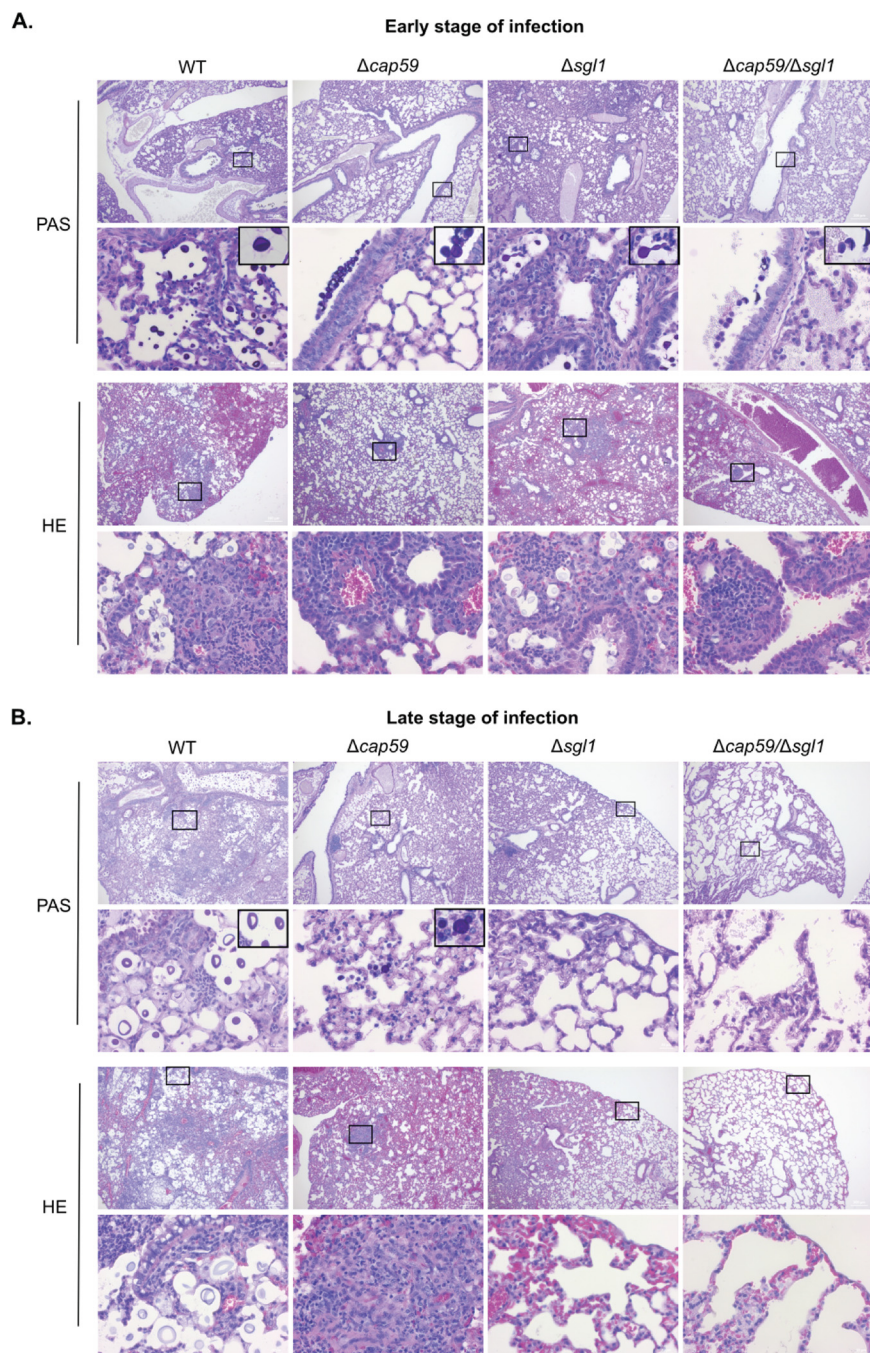 A.
Early stage of infection
WT Δcap59 Δsgl1 Δcap59/Δsgl1
PAS
HE
B.
Late stage of infection
WT Δcap59 Δsgl1 Δcap59/Δsgl1
PAS
HE